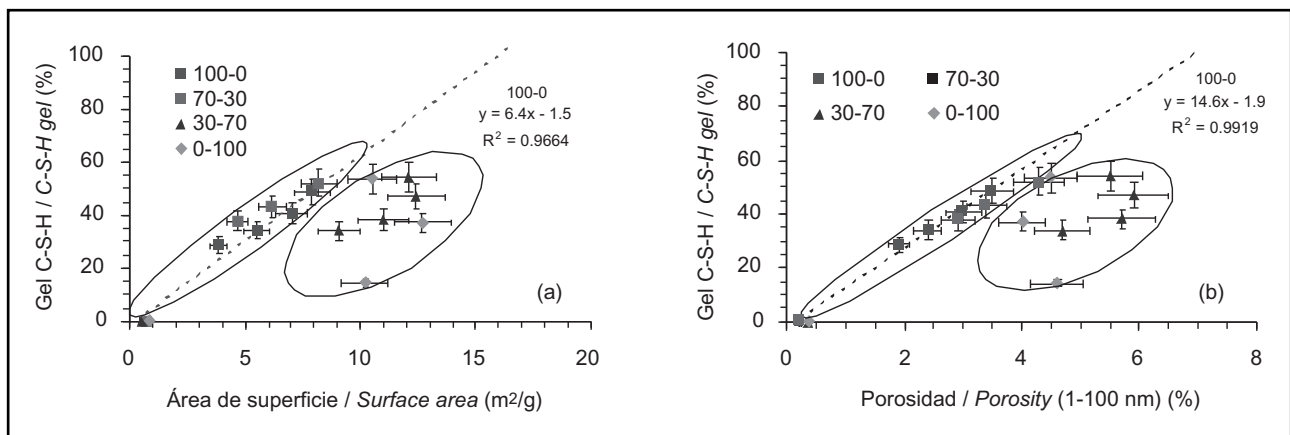 Gel C-S-H / C-S-H gel (%)
100
80
60
40
20
0
100-0
70-30
30-70
0-100
100-0
y = 6.4x - 1.5
R² = 0.9664
(a)
0 5 10 15 20
Área de superficie / Surface area (m²/g)
Gel C-S-H / C-S-H gel (%)
100
80
60
40
20
0
100-0 70-30
30-70 0-100
100-0
y = 14.6x - 1.9
R² = 0.9919
(b)
0 2 4 6 8
Porosidad / Porosity (1-100 nm) (%)